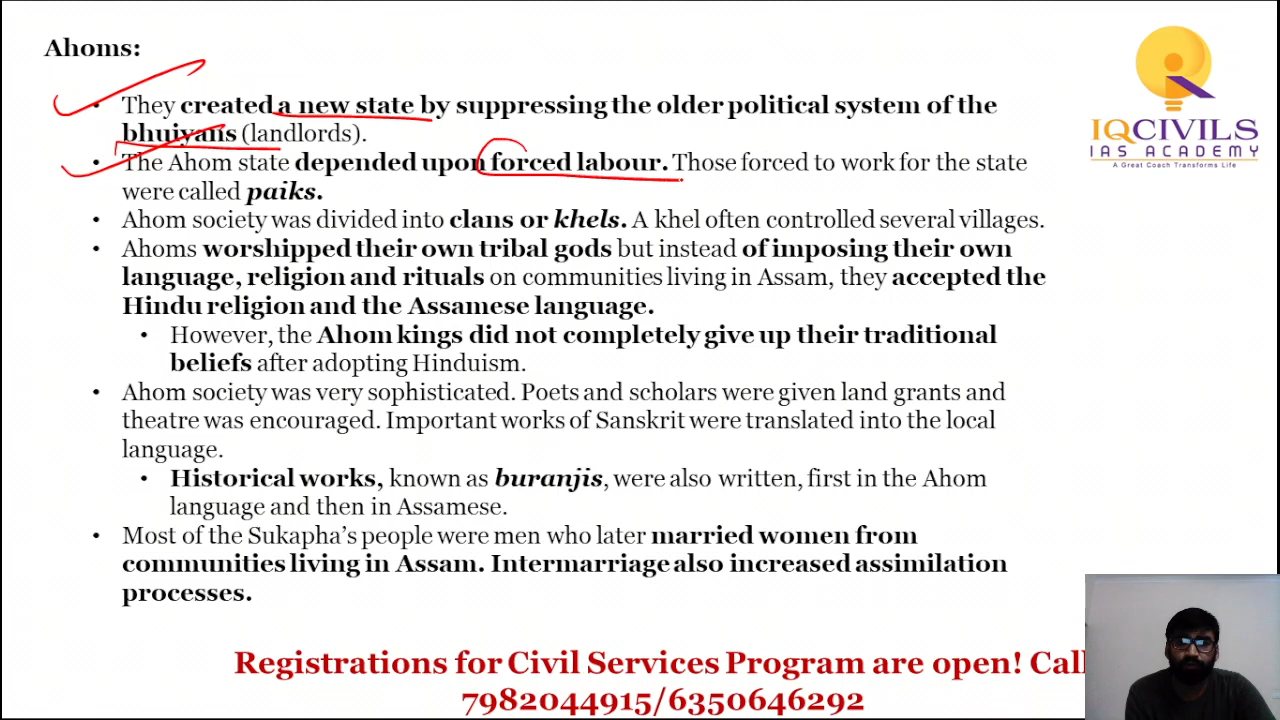 Ahoms:
IQCIVILS
IAS ACADEMY
A Great Coach Transforms Life
• They created a new state by suppressing the older political system of the
bhuiyans (landlords).
• The Ahom state depended upon forced labour. Those forced to work for the state
were called paiks.
• Ahom society was divided into clans or khels. A khel often controlled several villages.
• Ahoms worshipped their own tribal gods but instead of imposing their own
language, religion and rituals on communities living in Assam, they accepted the
Hindu religion and the Assamese language.
• However, the Ahom kings did not completely give up their traditional
beliefs after adopting Hinduism.
• Ahom society was very sophisticated. Poets and scholars were given land grants and
theatre was encouraged. Important works of Sanskrit were translated into the local
language.
• Historical works, known as buranjis, were also written, first in the Ahom
language and then in Assamese.
• Most of the Sukapha's people were men who later married women from
communities living in Assam. Intermarriage also increased assimilation
processes.
Registrations for Civil Services Program are open! Call
7982044915/6350646292